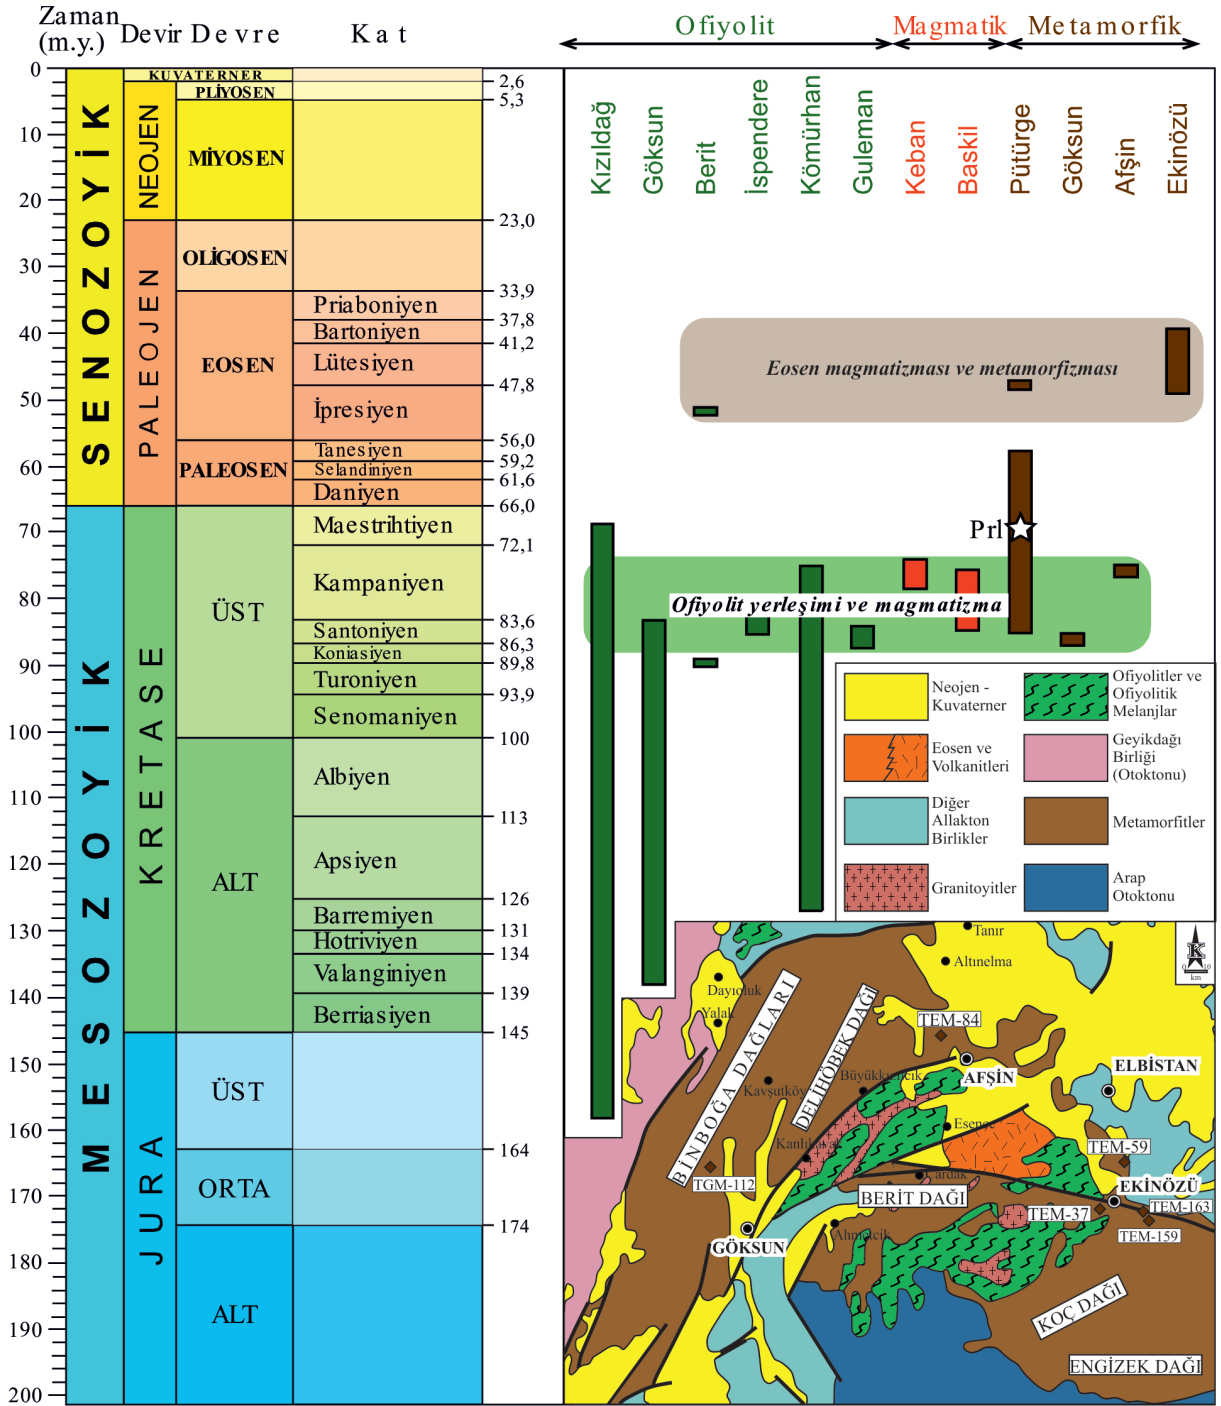 Zaman
(m.y.)
Devir
Devre
Kat
Ofiyolit
Magmatik
Metamorfik
0
10
20
30
40
50
60
70
80
90
100
110
120
130
140
150
160
170
180
190
200
SENOZOYİK
MESOZOYİK
NEOJEN
PALEOJEN
KRETASE
JURA
KUVATERNER
PLİYOSEN
MİYOSEN
OLİGOSEN
EOSEN
PALEOSEN
ÜST
ALT
ÜST
ORTA
ALT
Priaboniyen
Bartoniyen
Lütesiyen
İpresiyen
Tanesiyen
Selandiniyen
Daniyen
Maestrihtiyen
Kampaniyen
Santoniyen
Koniasiyen
Turoniyen
Senomaniyen
Albiyen
Apsiyen
Barremiyen
Hotriviyen
Valanginiyen
Berriasiyen
2,6
5,3
23,0
33,9
37,8
41,2
47,8
56,0
59,2
61,6
66,0
72,1
83,6
86,3
89,8
93,9
100
113
126
131
134
139
145
164
174
Kızıldağ
Göksun
Berit
İspendere
Kömürhan
Guleman
Keban
Baskil
Pütürge
Göksun
Afşin
Ekinözü
Eosen magmatizması ve metamorfizması
Prl
Ofiyolit yerleşimi ve magmatizma
Neojen -
Kuvaterner
Eosen ve
Volkanitleri
Diğer
Allakton
Birlikler
Granitoyitler
Ofiyolitler ve
Ofiyolitik
Melanjlar
Geyikdağı
Birliği
(Otoktonu)
Metamorfitler
Arap
Otoktonu
K
0 10
km
Tanır
Altınelma
Dayıoluk
Yalak
TEM-84
BİNBOĞA DAĞLARI
DELİHÖBEK DAĞI
Kavşutköy
AFŞİN
ELBİSTAN
Esence
Kanlıkavak
TEM-59
TGM-112
Çardak
BERİT DAĞI
EKİNÖZÜ
TEM-37
TEM-163
TEM-159
GÖKSUN
Ahmetcik
KOÇ DAĞI
ENGİZEK DAĞI